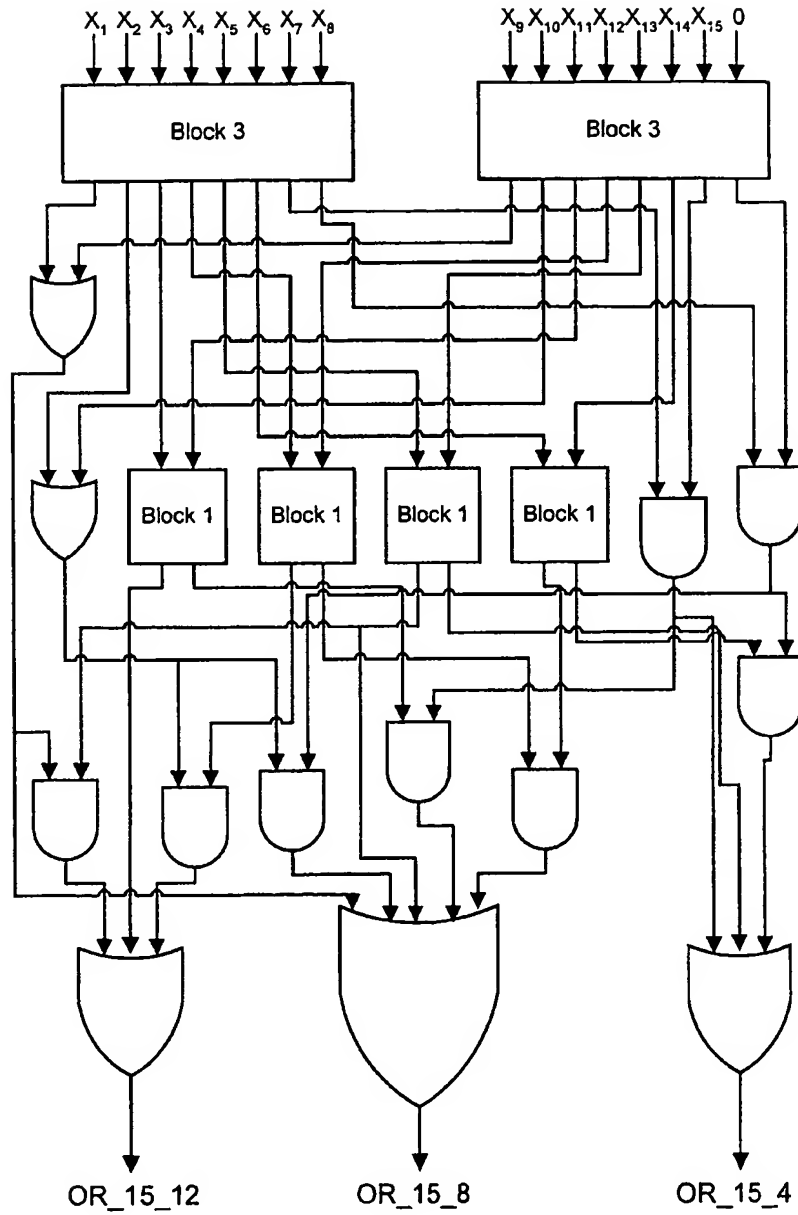 X₁ X₂ X₃ X₄ X₅ X₆ X₇ X₈ X₉ X₁₀ X₁₁ X₁₂ X₁₃ X₁₄ X₁₅ 0
Block 3 Block 3
Block 1 Block 1 Block 1 Block 1
OR_15_12 OR_15_8 OR_15_4